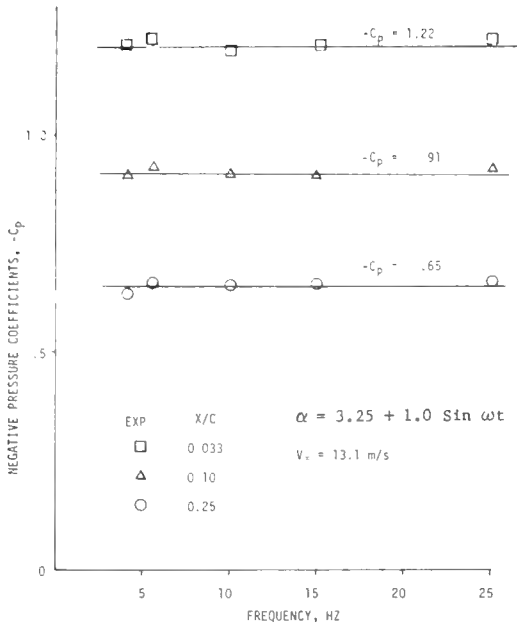 -Cp = 1.22
1.0
-Cp = .91
-Cp = .65
.5
0
NEGATIVE PRESSURE COEFFICIENTS, -Cp
EXP X/C
□ 0.033
△ 0.10
○ 0.25
α = 3.25 + 1.0 Sin ωt
V∞ = 13.1 m/s
5 10 15 20 25
FREQUENCY, HZ